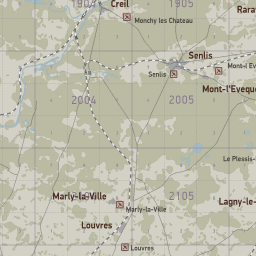 1904
Creil
1905
Rara
Monchy les Chateau
Senlis
Senlis
Mont-l Ev
Mont-l'Eveque
2004
2005
Le Plessis-
Marly-la-Ville
2105
Lagny-le-
Marly-la-Ville
Louvres
Louvres